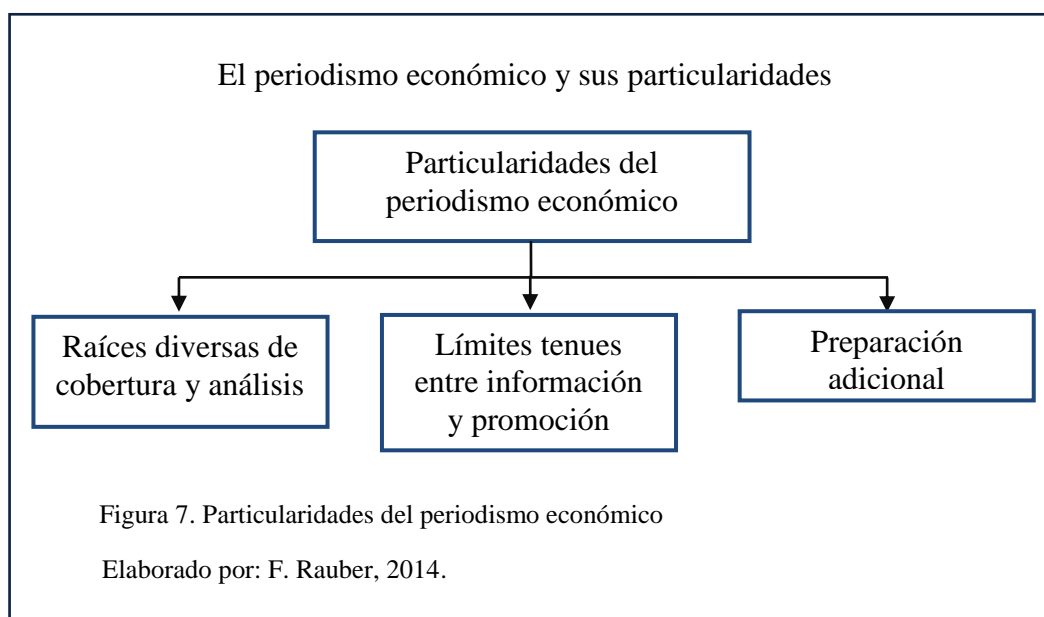 El periodismo económico y sus particularidades
Particularidades del
periodismo económico
Raíces diversas de
cobertura y análisis
Límites tenues
entre información
y promoción
Preparación
adicional
Figura 7. Particularidades del periodismo económico
Elaborado por: F. Rauber, 2014.